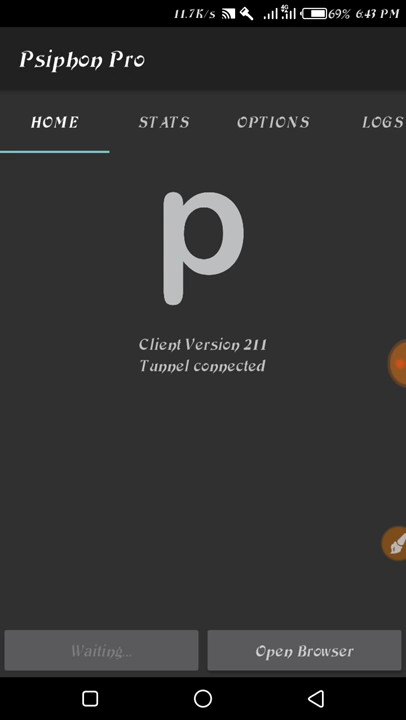 11.7K/s 4G 69% 6:43 PM
Psiphon Pro
HOME STATS OPTIONS LOGS
P
Client Version 211
Tunnel connected
Waiting... Open Browser